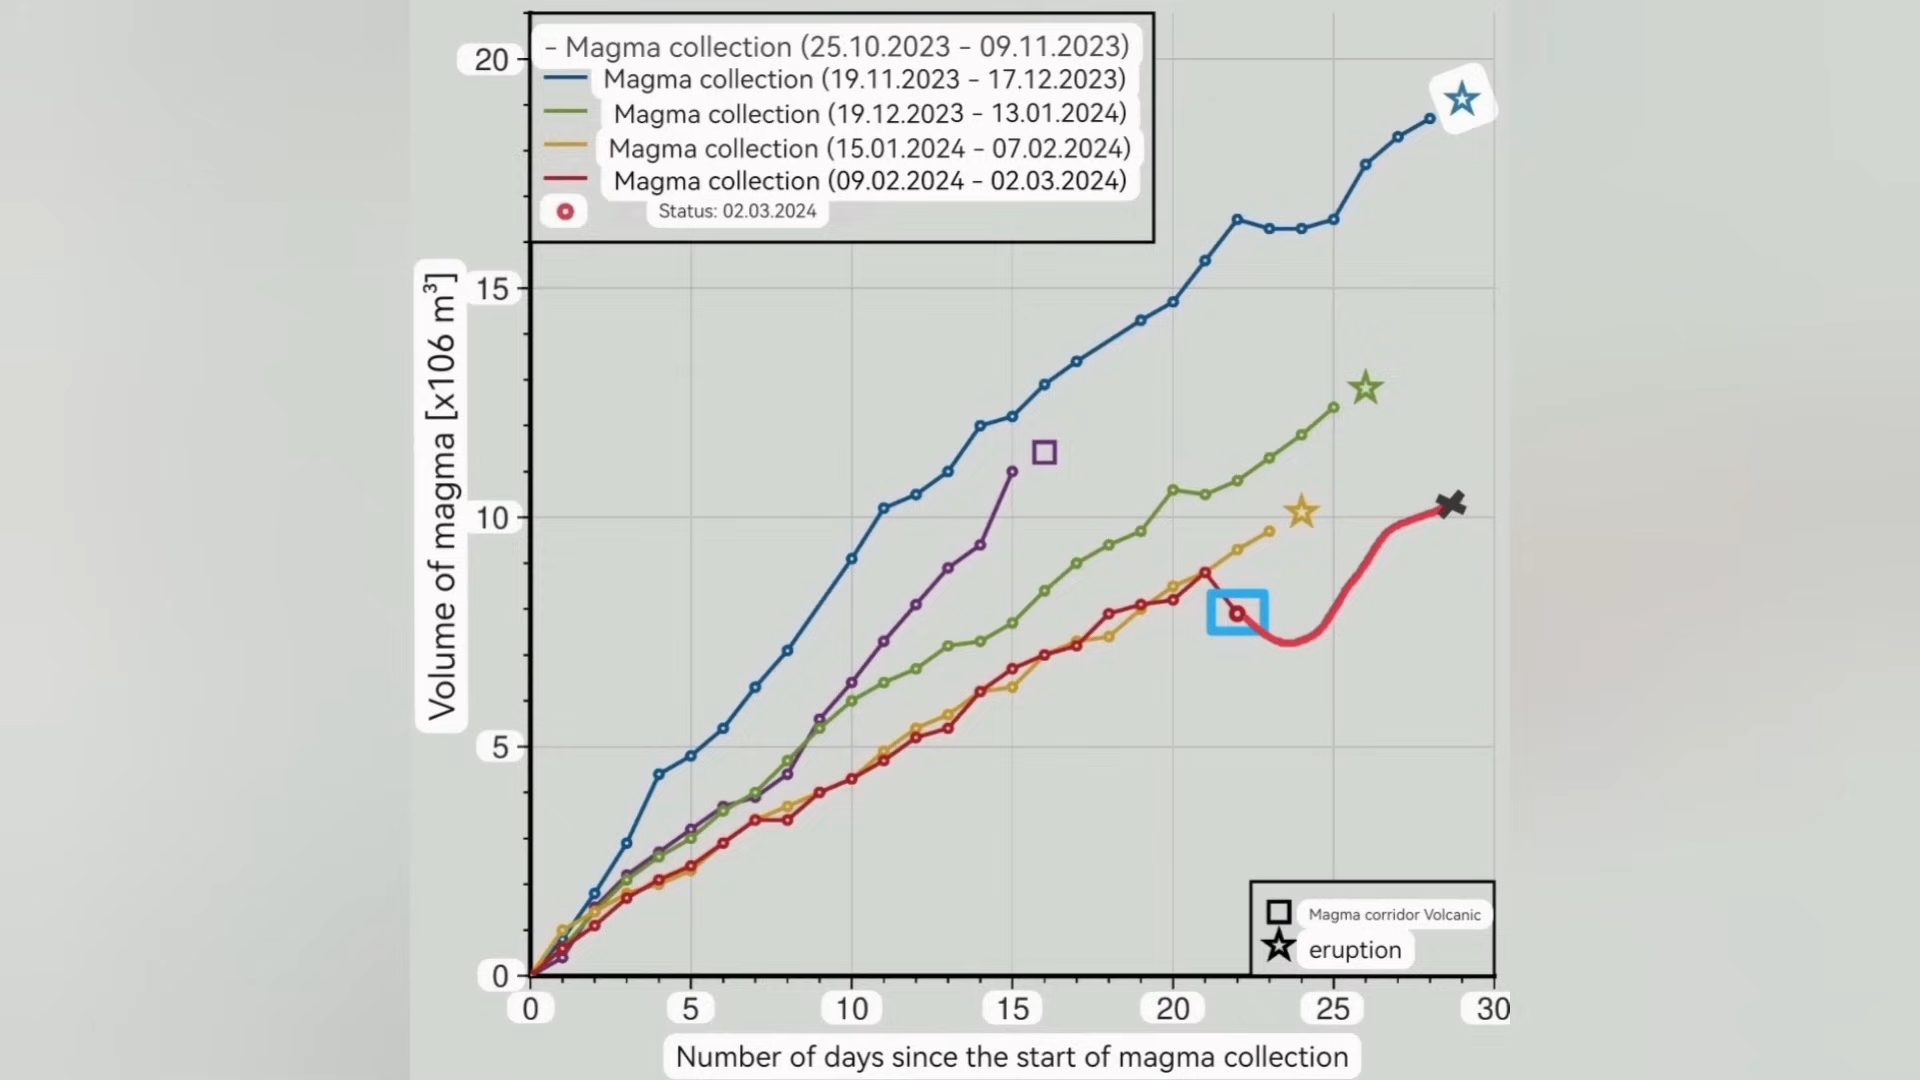 – Magma collection (25.10.2023 – 09.11.2023)
Magma collection (19.11.2023 – 17.12.2023)
Magma collection (19.12.2023 – 13.01.2024)
Magma collection (15.01.2024 – 07.02.2024)
Magma collection (09.02.2024 – 02.03.2024)
Status: 02.03.2024
Volume of magma [x106 m³]
20
15
10
5
0
Magma corridor Volcanic
eruption
0 5 10 15 20 25 30
Number of days since the start of magma collection